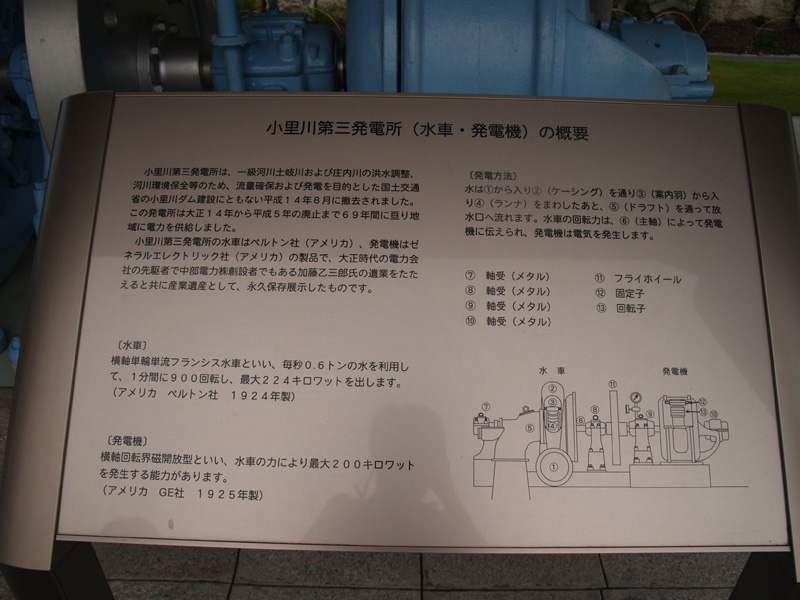 小里川第三発電所（水車・発電機）の概要
小里川第三発電所は、一級河川土岐川および庄内川の洪水調整、
河川環境保全等のため、流量確保および発電を目的とした国土交通
省の小里川ダム建設にともない平成１４年８月に撤去されました。
この発電所は大正１４年から平成５年の廃止まで６９年間に亘り地
域に電力を供給しました。
小里川第三発電所の水車はペルトン社（アメリカ）、発電機はゼ
ネラルエレクトリック社（アメリカ）の製品で、大正時代の電力会
社の先駆者で中部電力㈱創設者でもある加藤乙三郎氏の遺業をたた
えると共に産業遺産として、永久保存展示したものです。
〔水車〕
横軸単輪単流フランシス水車といい、毎秒０.６トンの水を利用し
て、１分間に９００回転し、最大２２４キロワットを出します。
（アメリカ　ペルトン社　１９２４年製）
〔発電機〕
横軸回転界磁開放型といい、水車の力により最大２００キロワット
を発生する能力があります。
（アメリカ　GE社　１９２５年製）
〔発電方法〕
水は①から入り②（ケーシング）を通り③（案内羽）から入
り④（ランナ）をまわしたあと、⑤（ドラフト）を通って放
水口へ流れます。水車の回転力は、⑥（主軸）によって発電
機に伝えられ、発電機は電気を発生します。
⑦　軸受（メタル）　⑪　フライホイール
⑧　軸受（メタル）　⑫　固定子
⑨　軸受（メタル）　⑬　回転子
⑩　軸受（メタル）
水　車　発電機
⑦
②
③
④
⑤
①
⑥
⑧
⑪
⑨
⑫
⑬
⑩